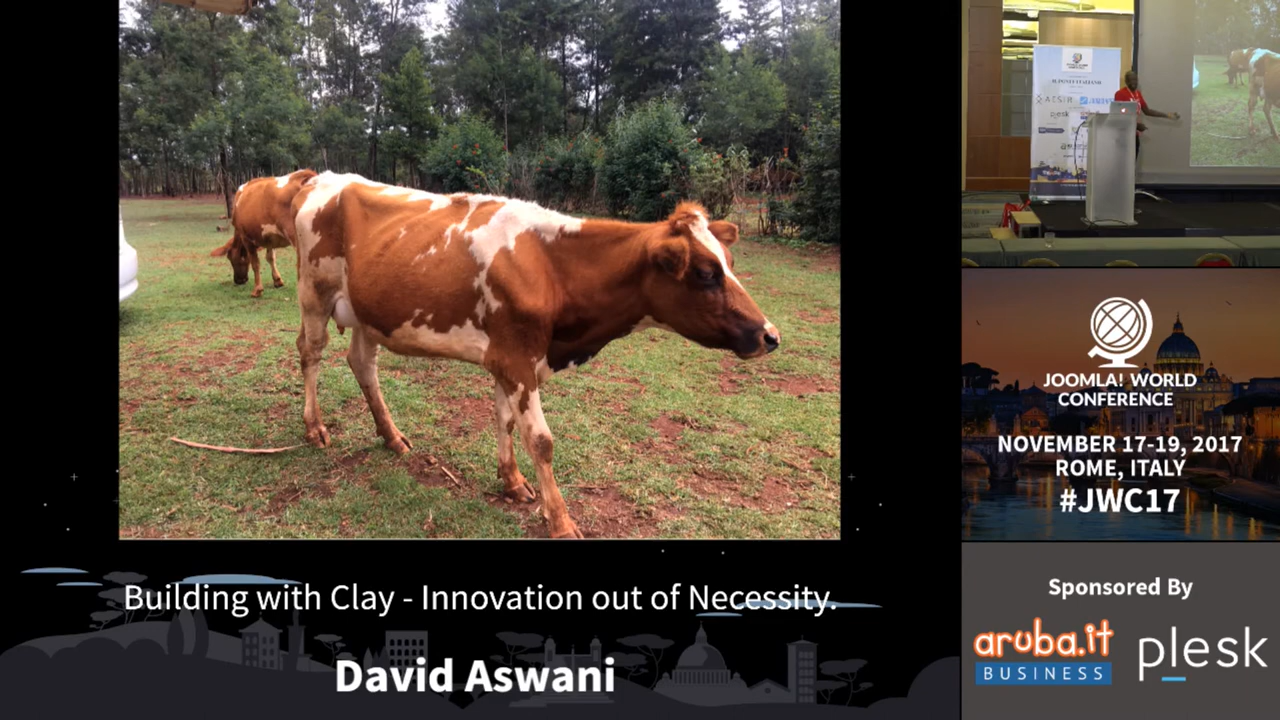 Building with Clay - Innovation out of Necessity.
David Aswani
plesk
JOOMLA! WORLD
CONFERENCE
NOVEMBER 17-19, 2017
ROME, ITALY
#JWC17
Sponsored By
aruba.it
BUSINESS
plesk